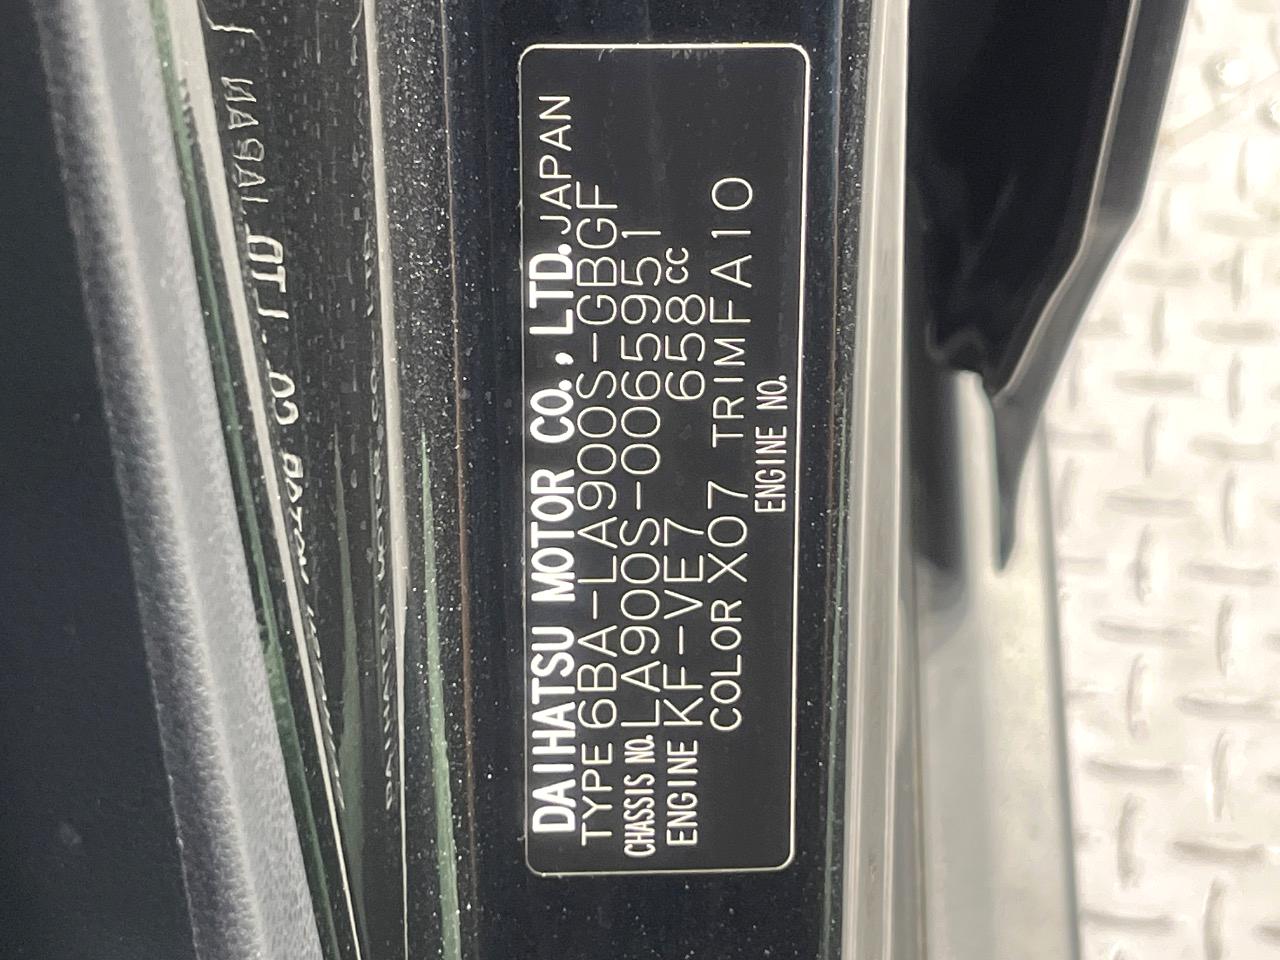 DAIHATSU MOTOR CO., LTD. JAPAN
TYPE 6BA-LA900S-GBGF
CHASSIS NO. LA900S-0065951
ENGINE KF-VE7 658cc
COLOR X07 TRIM FA10
ENGINE NO.